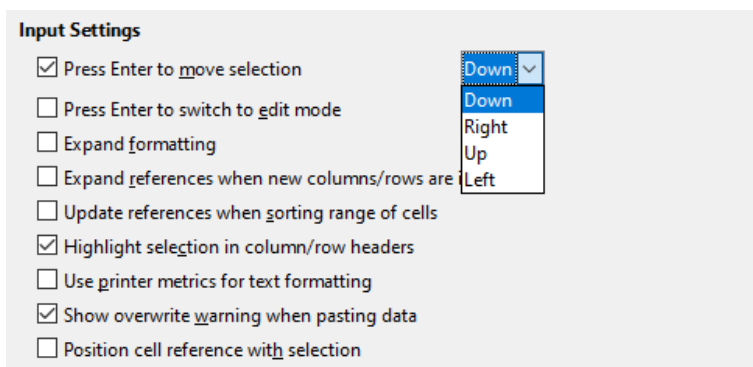 Input Settings
Press Enter to move selection Down
Down
Press Enter to switch to edit mode
Right
Expand formatting
Up
Expand references when new columns/rows are
Left
Update references when sorting range of cells
Highlight selection in column/row headers
Use printer metrics for text formatting
Show overwrite warning when pasting data
Position cell reference with selection